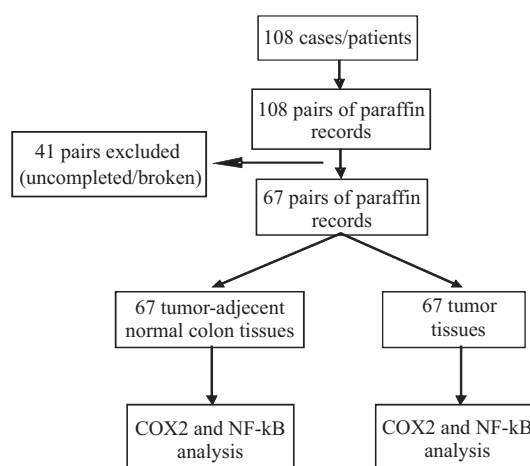 108 cases/patients
108 pairs of paraffin
records
41 pairs excluded
(uncompleted/broken)
67 pairs of paraffin
records
67 tumor-adjecent
normal colon tissues
67 tumor
tissues
COX2 and NF-kB
analysis
COX2 and NF-kB
analysis